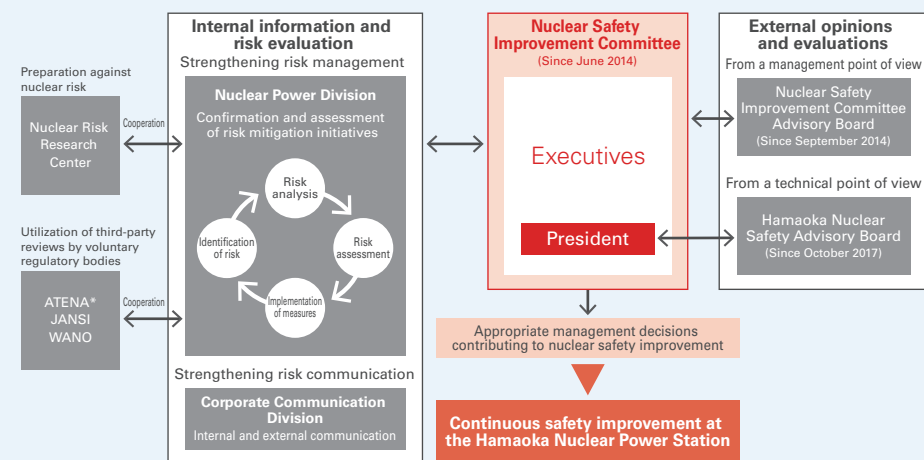 Preparation against
nuclear risk
Nuclear Risk
Research
Center
Cooperation
Utilization of third-party
reviews by voluntary
regulatory bodies
ATENA*
JANSI
WANO
Cooperation
Internal information and
risk evaluation
Strengthening risk management
Nuclear Power Division
Confirmation and assessment
of risk mitigation initiatives
Risk
analysis
Risk
assessment
Implementation
of measures
Identification
of risk
Strengthening risk communication
Corporate Communication
Division
Internal and external communication
Nuclear Safety
Improvement Committee
(Since June 2014)
Executives
President
Appropriate management decisions
contributing to nuclear safety improvement
Continuous safety improvement at
the Hamaoka Nuclear Power Station
External opinions
and evaluations
From a management point of view
Nuclear Safety
Improvement Committee
Advisory Board
(Since September 2014)
From a technical point of view
Hamaoka Nuclear
Safety Advisory Board
(Since October 2017)